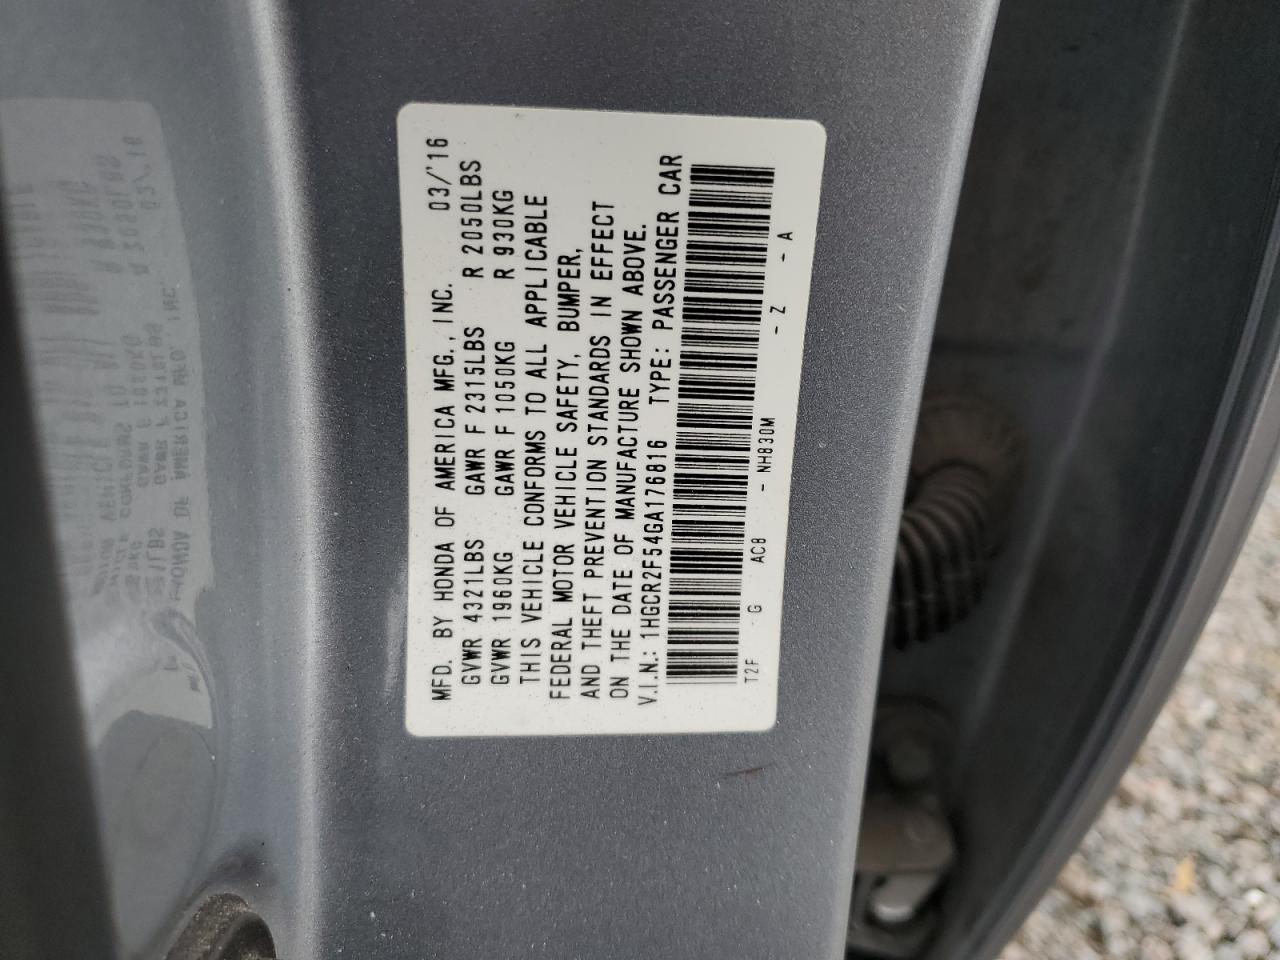 MFD. BY HONDA OF AMERICA MFG., INC. 03/'16
GVWR 4321LBS GAWR F 2315LBS R 2050LBS
GVWR 1960KG GAWR F 1050KG R 930KG
THIS VEHICLE CONFORMS TO ALL APPLICABLE
FEDERAL MOTOR VEHICLE SAFETY, BUMPER,
AND THEFT PREVENTION STANDARDS IN EFFECT
ON THE DATE OF MANUFACTURE SHOWN ABOVE.
V.I.N.: 1HGCR2F54GA176816 TYPE: PASSENGER CAR
T2F G AC8 - NH830M - Z - A